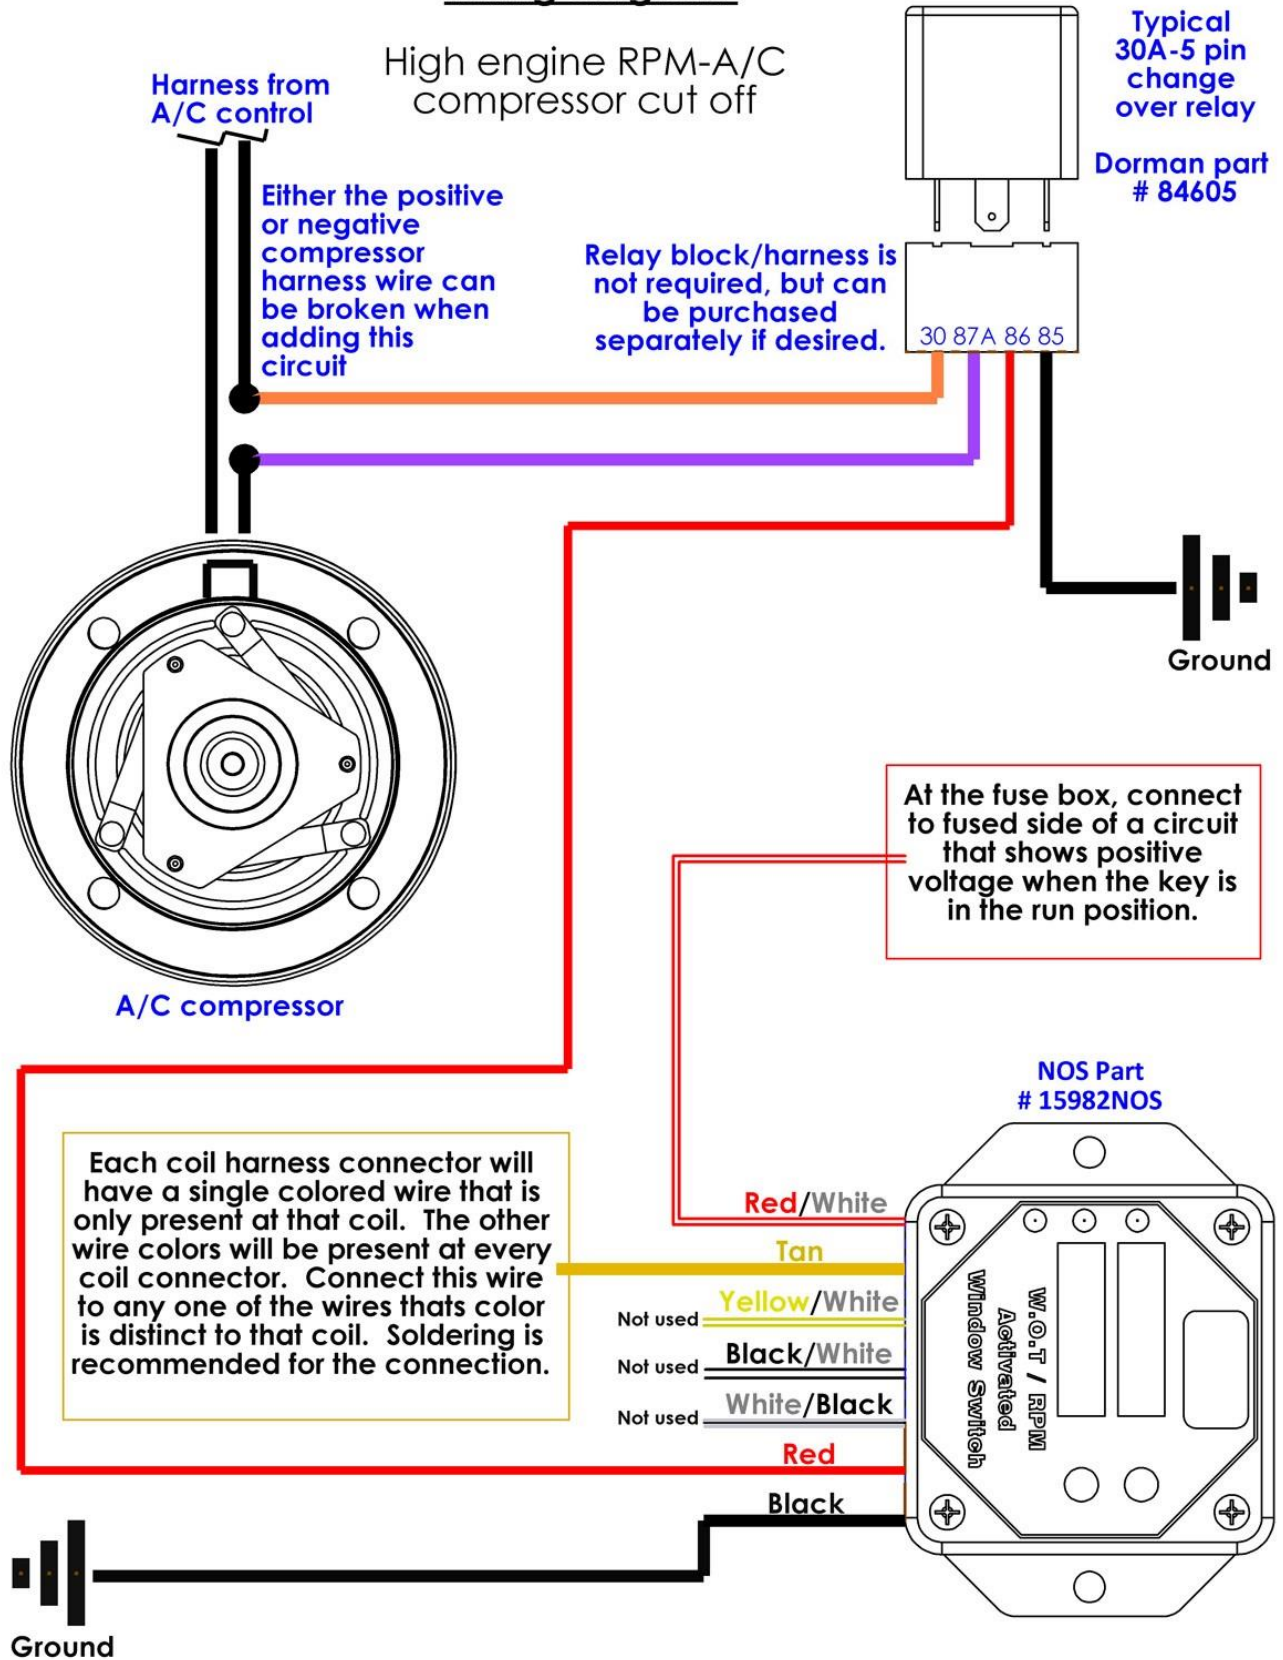 High engine RPM-A/C
compressor cut off
Typical
30A-5 pin
change
over relay
Dorman part
# 84605
Harness from
A/C control
Either the positive
or negative
compressor
harness wire can
be broken when
adding this
circuit
Relay block/harness is
not required, but can
be purchased
separately if desired.
30 87A 86 85
Ground
At the fuse box, connect
to fused side of a circuit
that shows positive
voltage when the key is
in the run position.
A/C compressor
NOS Part
# 15982NOS
Each coil harness connector will
have a single colored wire that is
only present at that coil. The other
wire colors will be present at every
coil connector. Connect this wire
to any one of the wires thats color
is distinct to that coil. Soldering is
recommended for the connection.
Red/White
Tan
Yellow/White
Not used
Black/White
Not used
White/Black
Not used
Red
Black
W.O.T / RPM
Activated
Window Switch
Ground